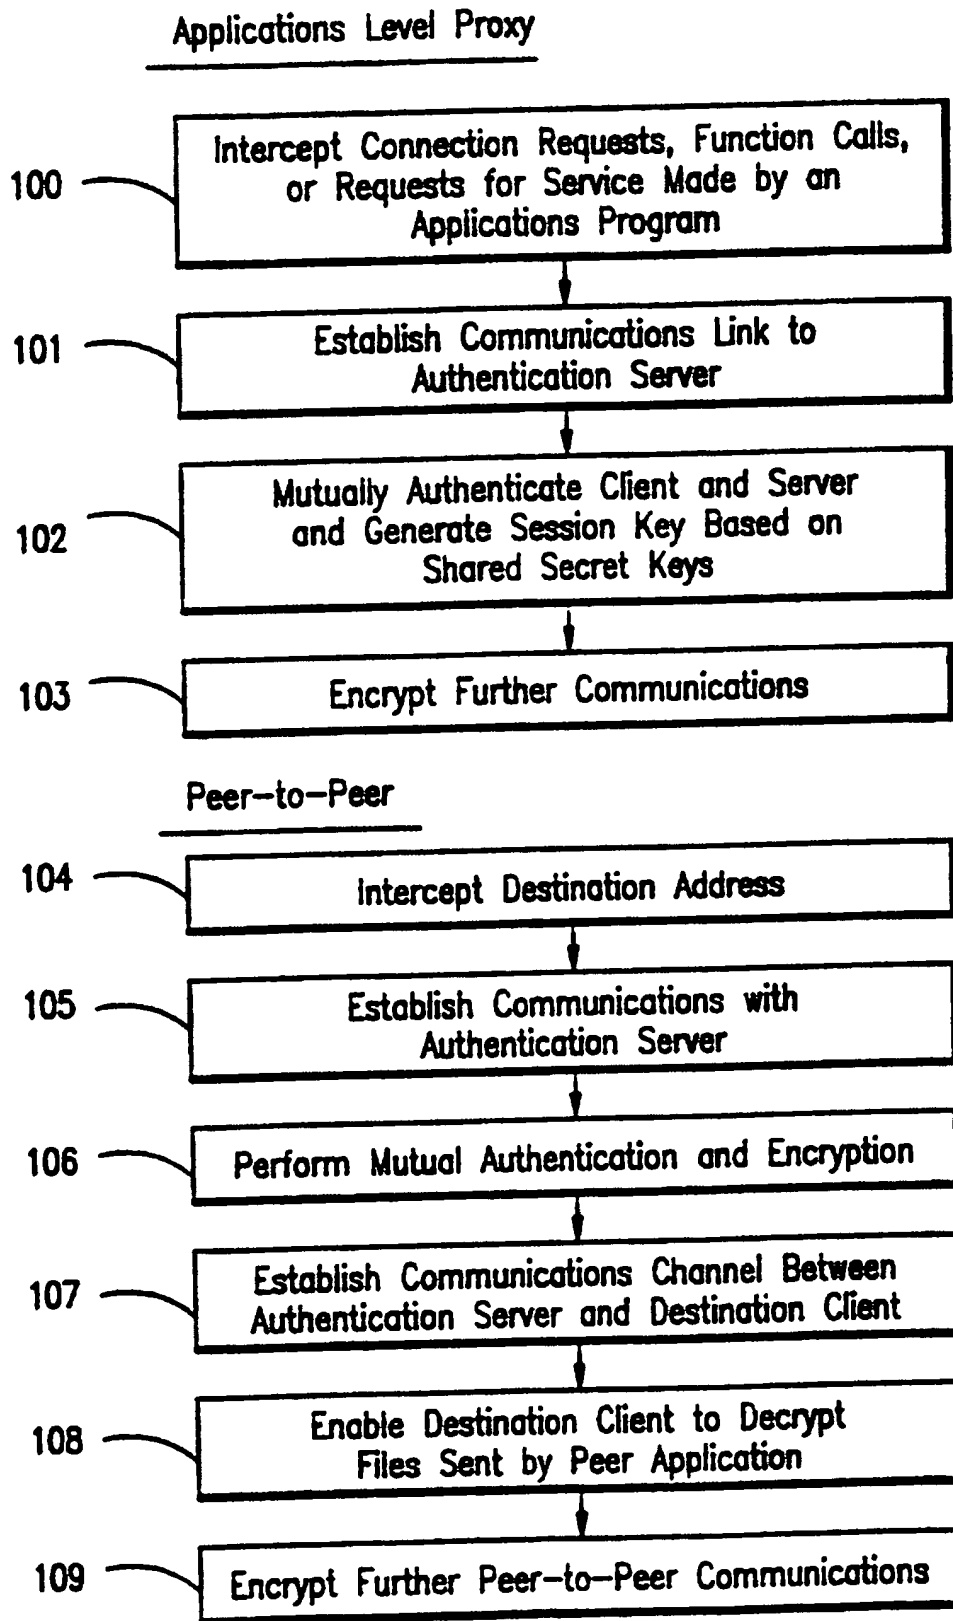 Applications Level Proxy
100
Intercept Connection Requests, Function Calls,
or Requests for Service Made by an
Applications Program
101
Establish Communications Link to
Authentication Server
102
Mutually Authenticate Client and Server
and Generate Session Key Based on
Shared Secret Keys
103
Encrypt Further Communications
Peer-to-Peer
104
Intercept Destination Address
105
Establish Communications with
Authentication Server
106
Perform Mutual Authentication and Encryption
107
Establish Communications Channel Between
Authentication Server and Destination Client
108
Enable Destination Client to Decrypt
Files Sent by Peer Application
109
Encrypt Further Peer-to-Peer Communications